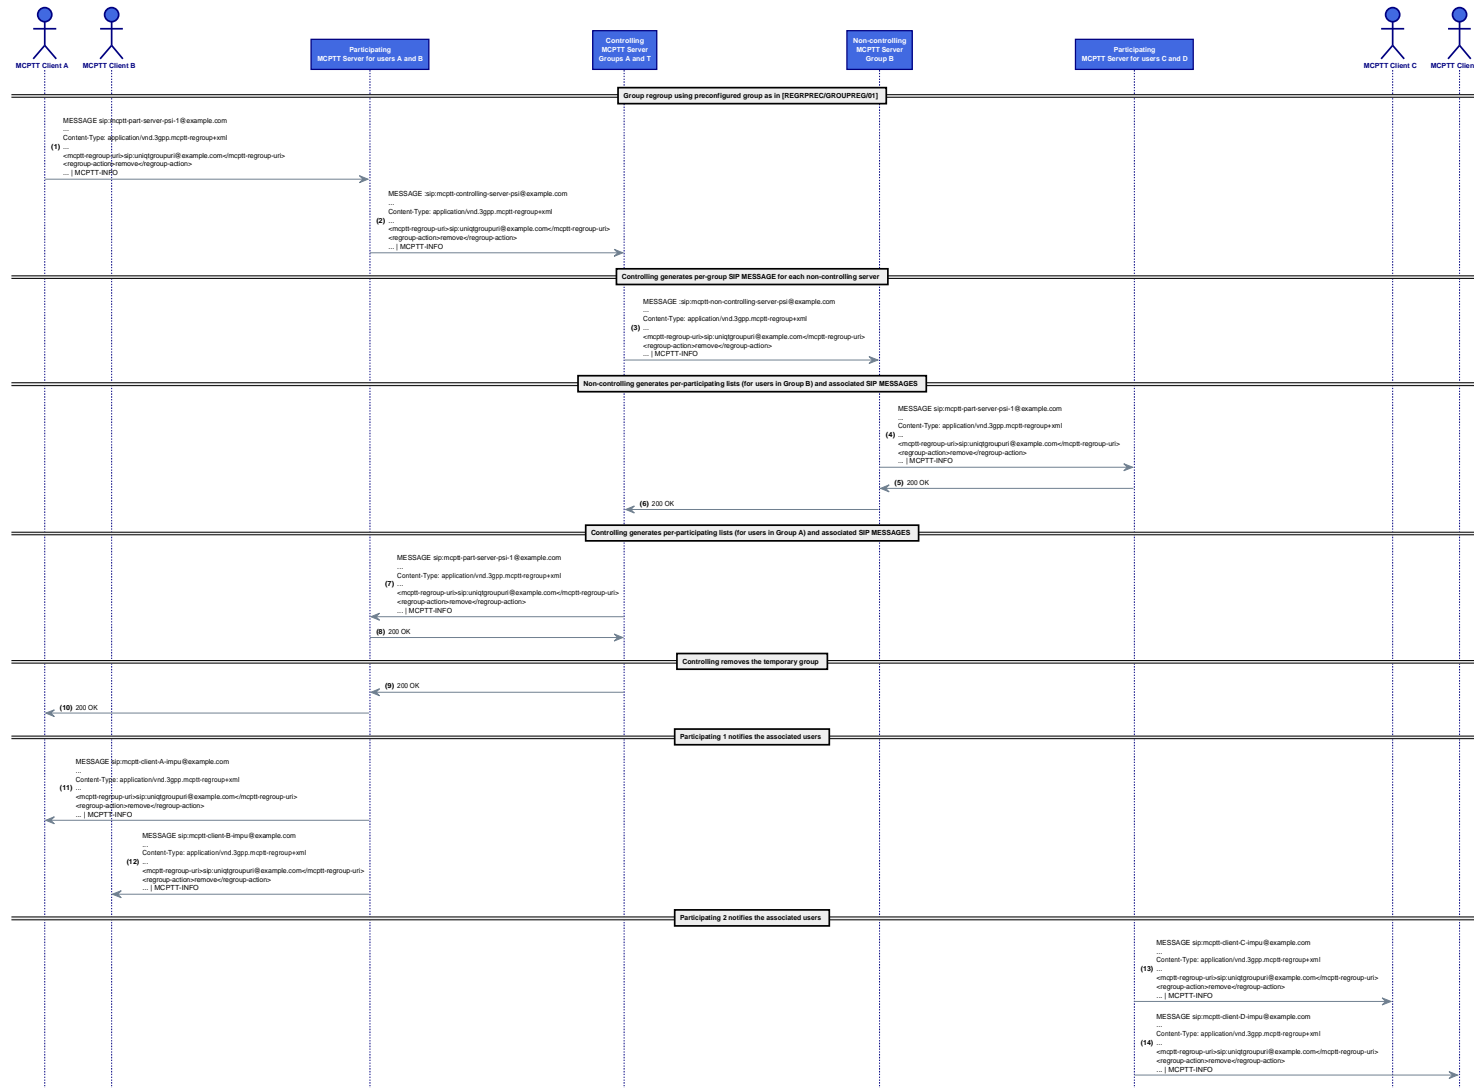 MCPTT Client A
MCPTT Client B
Participating
MCPTT Server for users A and B
Controlling
MCPTT Server
Groups A and T
Non-controlling
MCPTT Server
Group B
Participating
MCPTT Server for users C and D
MCPTT Client C
MCPTT Clien
Group regroup using preconfigured group as in [REGRPREC/GROUPREG/01]
MESSAGE sip:mcptt-part-server-psi-1@example.com
...
Content-Type: application/vnd.3gpp.mcptt-regroup+xml
(1) ...
<mcptt-regroup-uri>sip:uniqtgroupuri@example.com</mcptt-regroup-uri>
<regroup-action>remove</regroup-action>
... | MCPTT-INFO
MESSAGE :sip:mcptt-controlling-server-psi@example.com
...
Content-Type: application/vnd.3gpp.mcptt-regroup+xml
(2) ...
<mcptt-regroup-uri>sip:uniqtgroupuri@example.com</mcptt-regroup-uri>
<regroup-action>remove</regroup-action>
... | MCPTT-INFO
Controlling generates per-group SIP MESSAGE for each non-controlling server
MESSAGE :sip:mcptt-non-controlling-server-psi@example.com
...
Content-Type: application/vnd.3gpp.mcptt-regroup+xml
(3) ...
<mcptt-regroup-uri>sip:uniqtgroupuri@example.com</mcptt-regroup-uri>
<regroup-action>remove</regroup-action>
... | MCPTT-INFO
Non-controlling generates per-participating lists (for users in Group B) and associated SIP MESSAGES
MESSAGE sip:mcptt-part-server-psi-1@example.com
...
Content-Type: application/vnd.3gpp.mcptt-regroup+xml
(4) ...
<mcptt-regroup-uri>sip:uniqtgroupuri@example.com</mcptt-regroup-uri>
<regroup-action>remove</regroup-action>
... | MCPTT-INFO
(5) 200 OK
(6) 200 OK
Controlling generates per-participating lists (for users in Group A) and associated SIP MESSAGES
MESSAGE sip:mcptt-part-server-psi-1@example.com
...
Content-Type: application/vnd.3gpp.mcptt-regroup+xml
(7) ...
<mcptt-regroup-uri>sip:uniqtgroupuri@example.com</mcptt-regroup-uri>
<regroup-action>remove</regroup-action>
... | MCPTT-INFO
(8) 200 OK
Controlling removes the temporary group
(9) 200 OK
(10) 200 OK
Participating 1 notifies the associated users
MESSAGE sip:mcptt-client-A-impu@example.com
...
Content-Type: application/vnd.3gpp.mcptt-regroup+xml
(11) ...
<mcptt-regroup-uri>sip:uniqtgroupuri@example.com</mcptt-regroup-uri>
<regroup-action>remove</regroup-action>
... | MCPTT-INFO
MESSAGE sip:mcptt-client-B-impu@example.com
...
Content-Type: application/vnd.3gpp.mcptt-regroup+xml
(12) ...
<mcptt-regroup-uri>sip:uniqtgroupuri@example.com</mcptt-regroup-uri>
<regroup-action>remove</regroup-action>
... | MCPTT-INFO
Participating 2 notifies the associated users
MESSAGE sip:mcptt-client-C-impu@example.com
...
Content-Type: application/vnd.3gpp.mcptt-regroup+xml
(13) ...
<mcptt-regroup-uri>sip:uniqtgroupuri@example.com</mcptt-regroup-uri>
<regroup-action>remove</regroup-action>
... | MCPTT-INFO
MESSAGE sip:mcptt-client-D-impu@example.com
...
Content-Type: application/vnd.3gpp.mcptt-regroup+xml
(14) ...
<mcptt-regroup-uri>sip:uniqtgroupuri@example.com</mcptt-regroup-uri>
<regroup-action>remove</regroup-action>
... | MCPTT-INFO